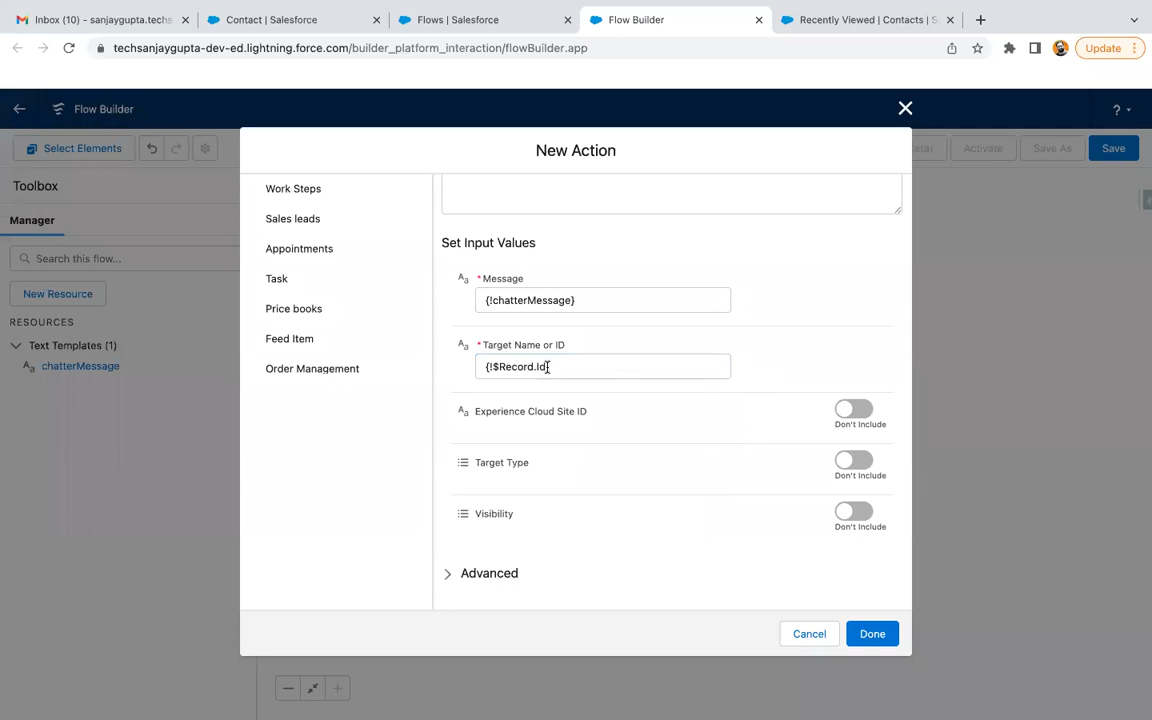 Inbox (10) – sanjaygupta.techs
Contact | Salesforce
Flows | Salesforce
Flow Builder
Recently Viewed | Contacts | S
techsanjaygupta-dev-ed.lightning.force.com/builder_platform_interaction/flowBuilder.app
Update
Flow Builder
?
Select Elements
Activate
Save As
Save
New Action
Toolbox
Manager
Search this flow...
New Resource
RESOURCES
Text Templates (1)
chatterMessage
Work Steps
Sales leads
Appointments
Task
Price books
Feed Item
Order Management
Set Input Values
* Message
{!chatterMessage}
* Target Name or ID
{!$Record.Id
Experience Cloud Site ID
Don't Include
Target Type
Don't Include
Visibility
Don't Include
Advanced
Cancel
Done